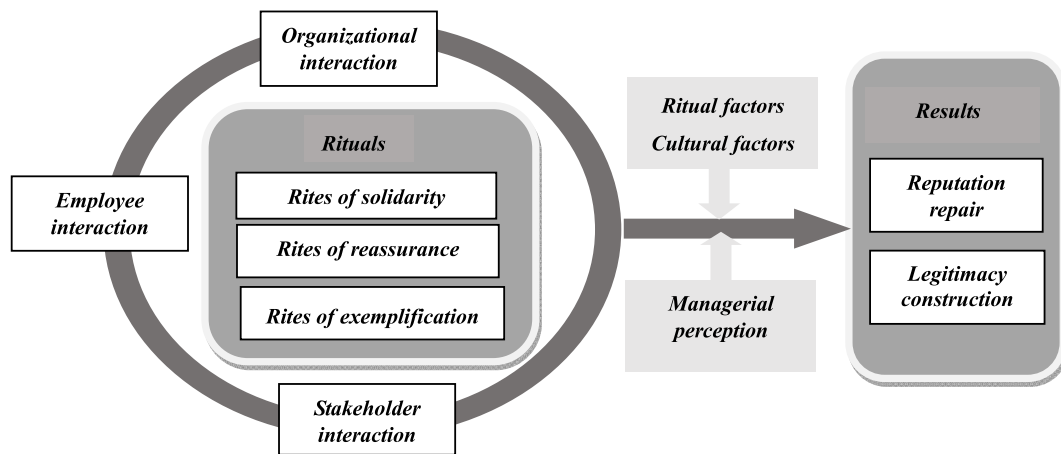 Organizational
interaction
Employee
interaction
Rituals
Rites of solidarity
Rites of reassurance
Rites of exemplification
Stakeholder
interaction
Ritual factors
Cultural factors
Managerial
perception
Results
Reputation
repair
Legitimacy
construction